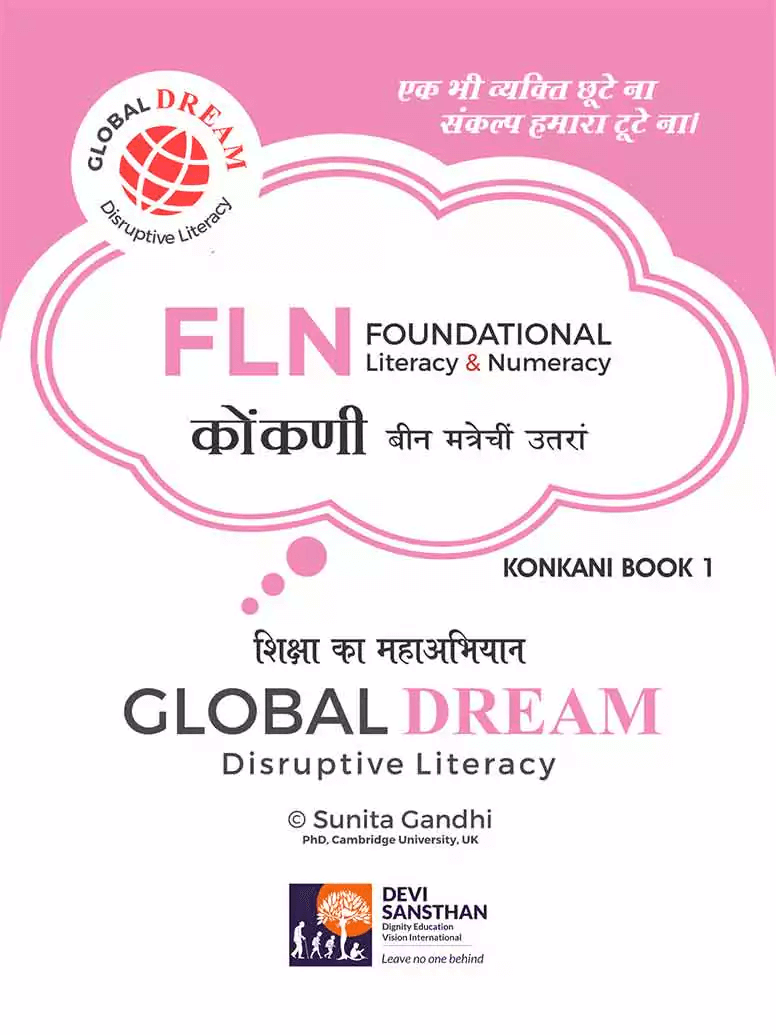 GLOBAL DREAM
Disruptive Literacy
एक भी व्यक्ति छूटे ना
संकल्प हमारा टूटे ना।
FLN FOUNDATIONAL
Literacy & Numeracy
कोंकणी बीन मत्रेचीं उतरां
KONKANI BOOK 1
शिक्षा का महाअभियान
GLOBAL DREAM
Disruptive Literacy
© Sunita Gandhi
PhD, Cambridge University, UK
DEVI
SANSTHAN
Dignity Education
Vision International
Leave no one behind